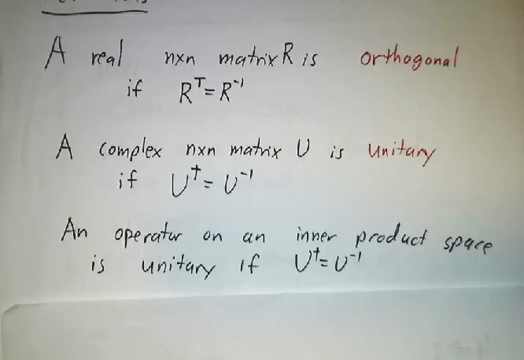 A real nxn matrix R is orthogonal
if Rᵀ=R⁻¹
A complex nxn matrix U is unitary
if U†=U⁻¹
An operator on an inner product space
is unitary if U†=U⁻¹